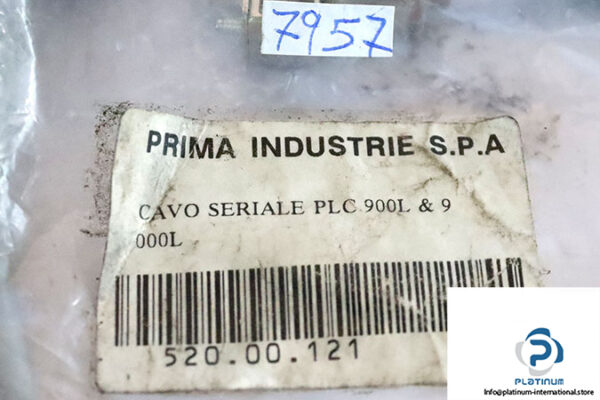 7957
PRIMA INDUSTRIE S.P.A
CAVO SERIALE PLC 900L & 9
000L
520.00.121
PLATINUM
Info@platinum-international.store